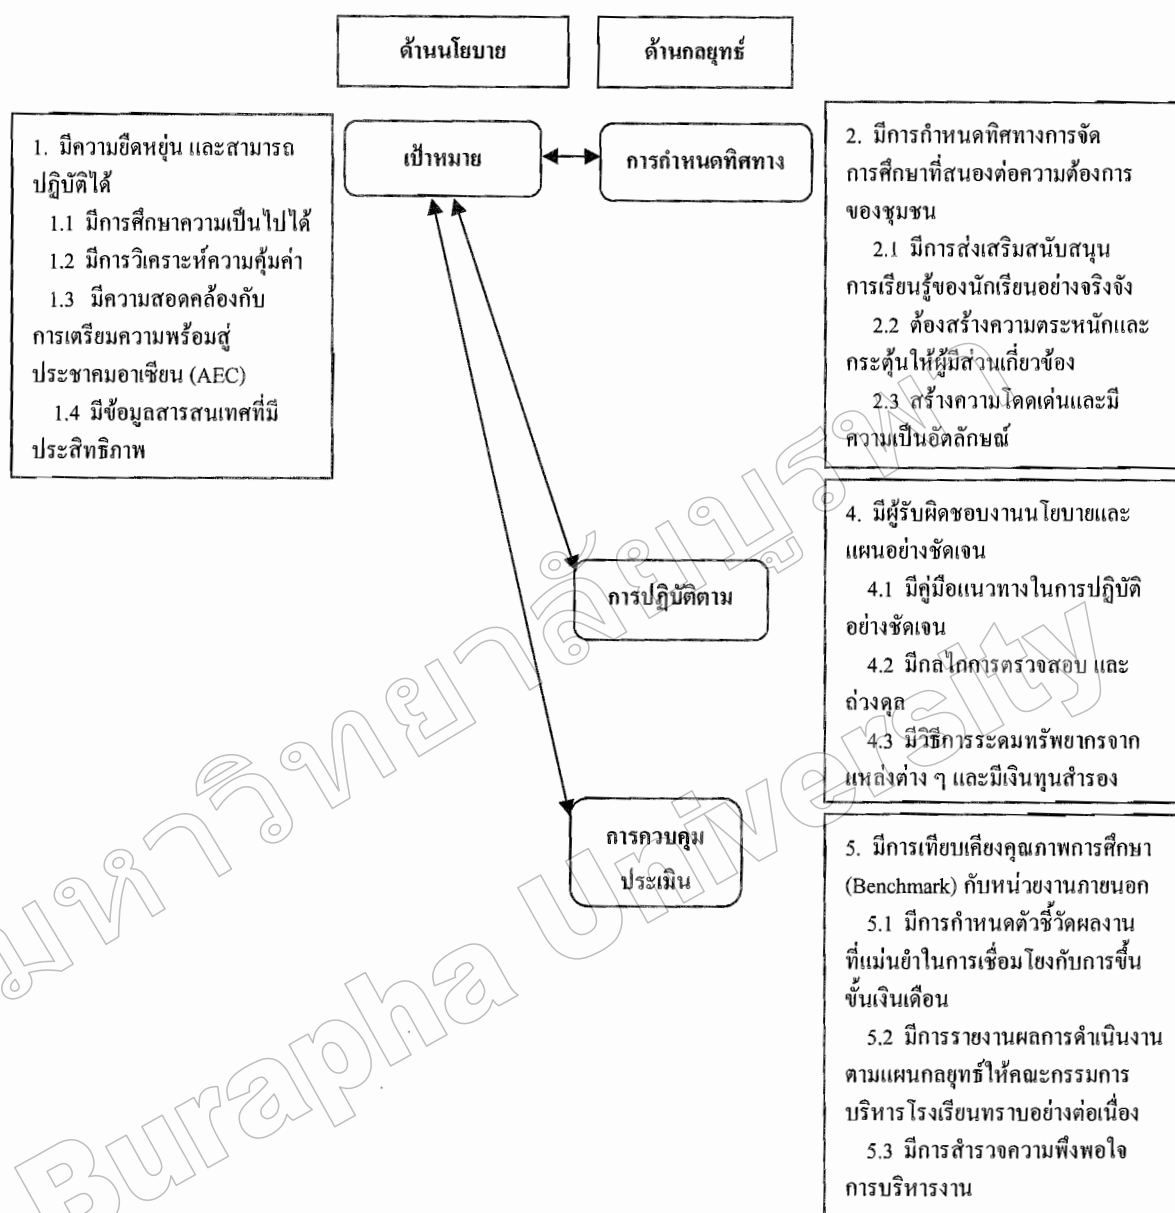 ด้านนโยบาย
ด้านกลยุทธ์
เป้าหมาย
การกำหนดทิศทาง
1. มีความยืดหยุ่น และสามารถ
ปฏิบัติได้
1.1 มีการศึกษาความเป็นไปได้
1.2 มีการวิเคราะห์ความคุ้มค่า
1.3 มีความสอดคล้องกับ
การเตรียมความพร้อมสู่
ประชาคมอาเซียน (AEC)
1.4 มีข้อมูลสารสนเทศที่มี
ประสิทธิภาพ
2. มีการกำหนดทิศทางการจัด
การศึกษาที่สนองต่อความต้องการ
ของชุมชน
2.1 มีการส่งเสริมสนับสนุน
การเรียนรู้ของนักเรียนอย่างจริงจัง
2.2 ต้องสร้างความตระหนักและ
กระตุ้นให้ผู้มีส่วนเกี่ยวข้อง
2.3 สร้างความโดดเด่นและมี
ความเป็นอัตลักษณ์
การปฏิบัติตาม
4. มีผู้รับผิดชอบงานนโยบายและ
แผนอย่างชัดเจน
4.1 มีคู่มือแนวทางในการปฏิบัติ
อย่างชัดเจน
4.2 มีกลไกการตรวจสอบ และ
ถ่วงดุล
4.3 มีวิธีการระดมทรัพยากรจาก
แหล่งต่าง ๆ และมีเงินทุนสำรอง
การควบคุม
ประเมิน
5. มีการเทียบเคียงคุณภาพการศึกษา
(Benchmark) กับหน่วยงานภายนอก
5.1 มีการกำหนดตัวชี้วัดผลงาน
ที่แม่นยำในการเชื่อมโยงกับการขึ้น
ขั้นเงินเดือน
5.2 มีการรายงานผลการดำเนินงาน
ตามแผนกลยุทธ์ให้คณะกรรมการ
บริหารโรงเรียนทราบอย่างต่อเนื่อง
5.3 มีการสำรวจความพึงพอใจ
การบริหารงาน
มหาวิทยาลัยบูรพา
Burapha University